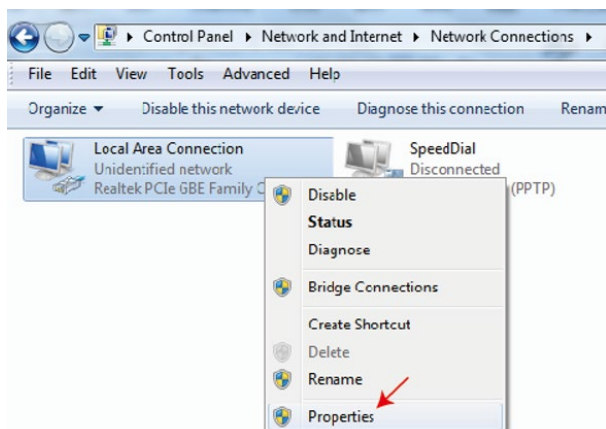 Control Panel ▸ Network and Internet ▸ Network Connections ▸
File Edit View Tools Advanced Help
Organize ▾ Disable this network device Diagnose this connection Renam
Local Area Connection
Unidentified network
Realtek PCIe GBE Family C
SpeedDial
Disconnected
(PPTP)
Disable
Status
Diagnose
Bridge Connections
Create Shortcut
Delete
Rename
Properties